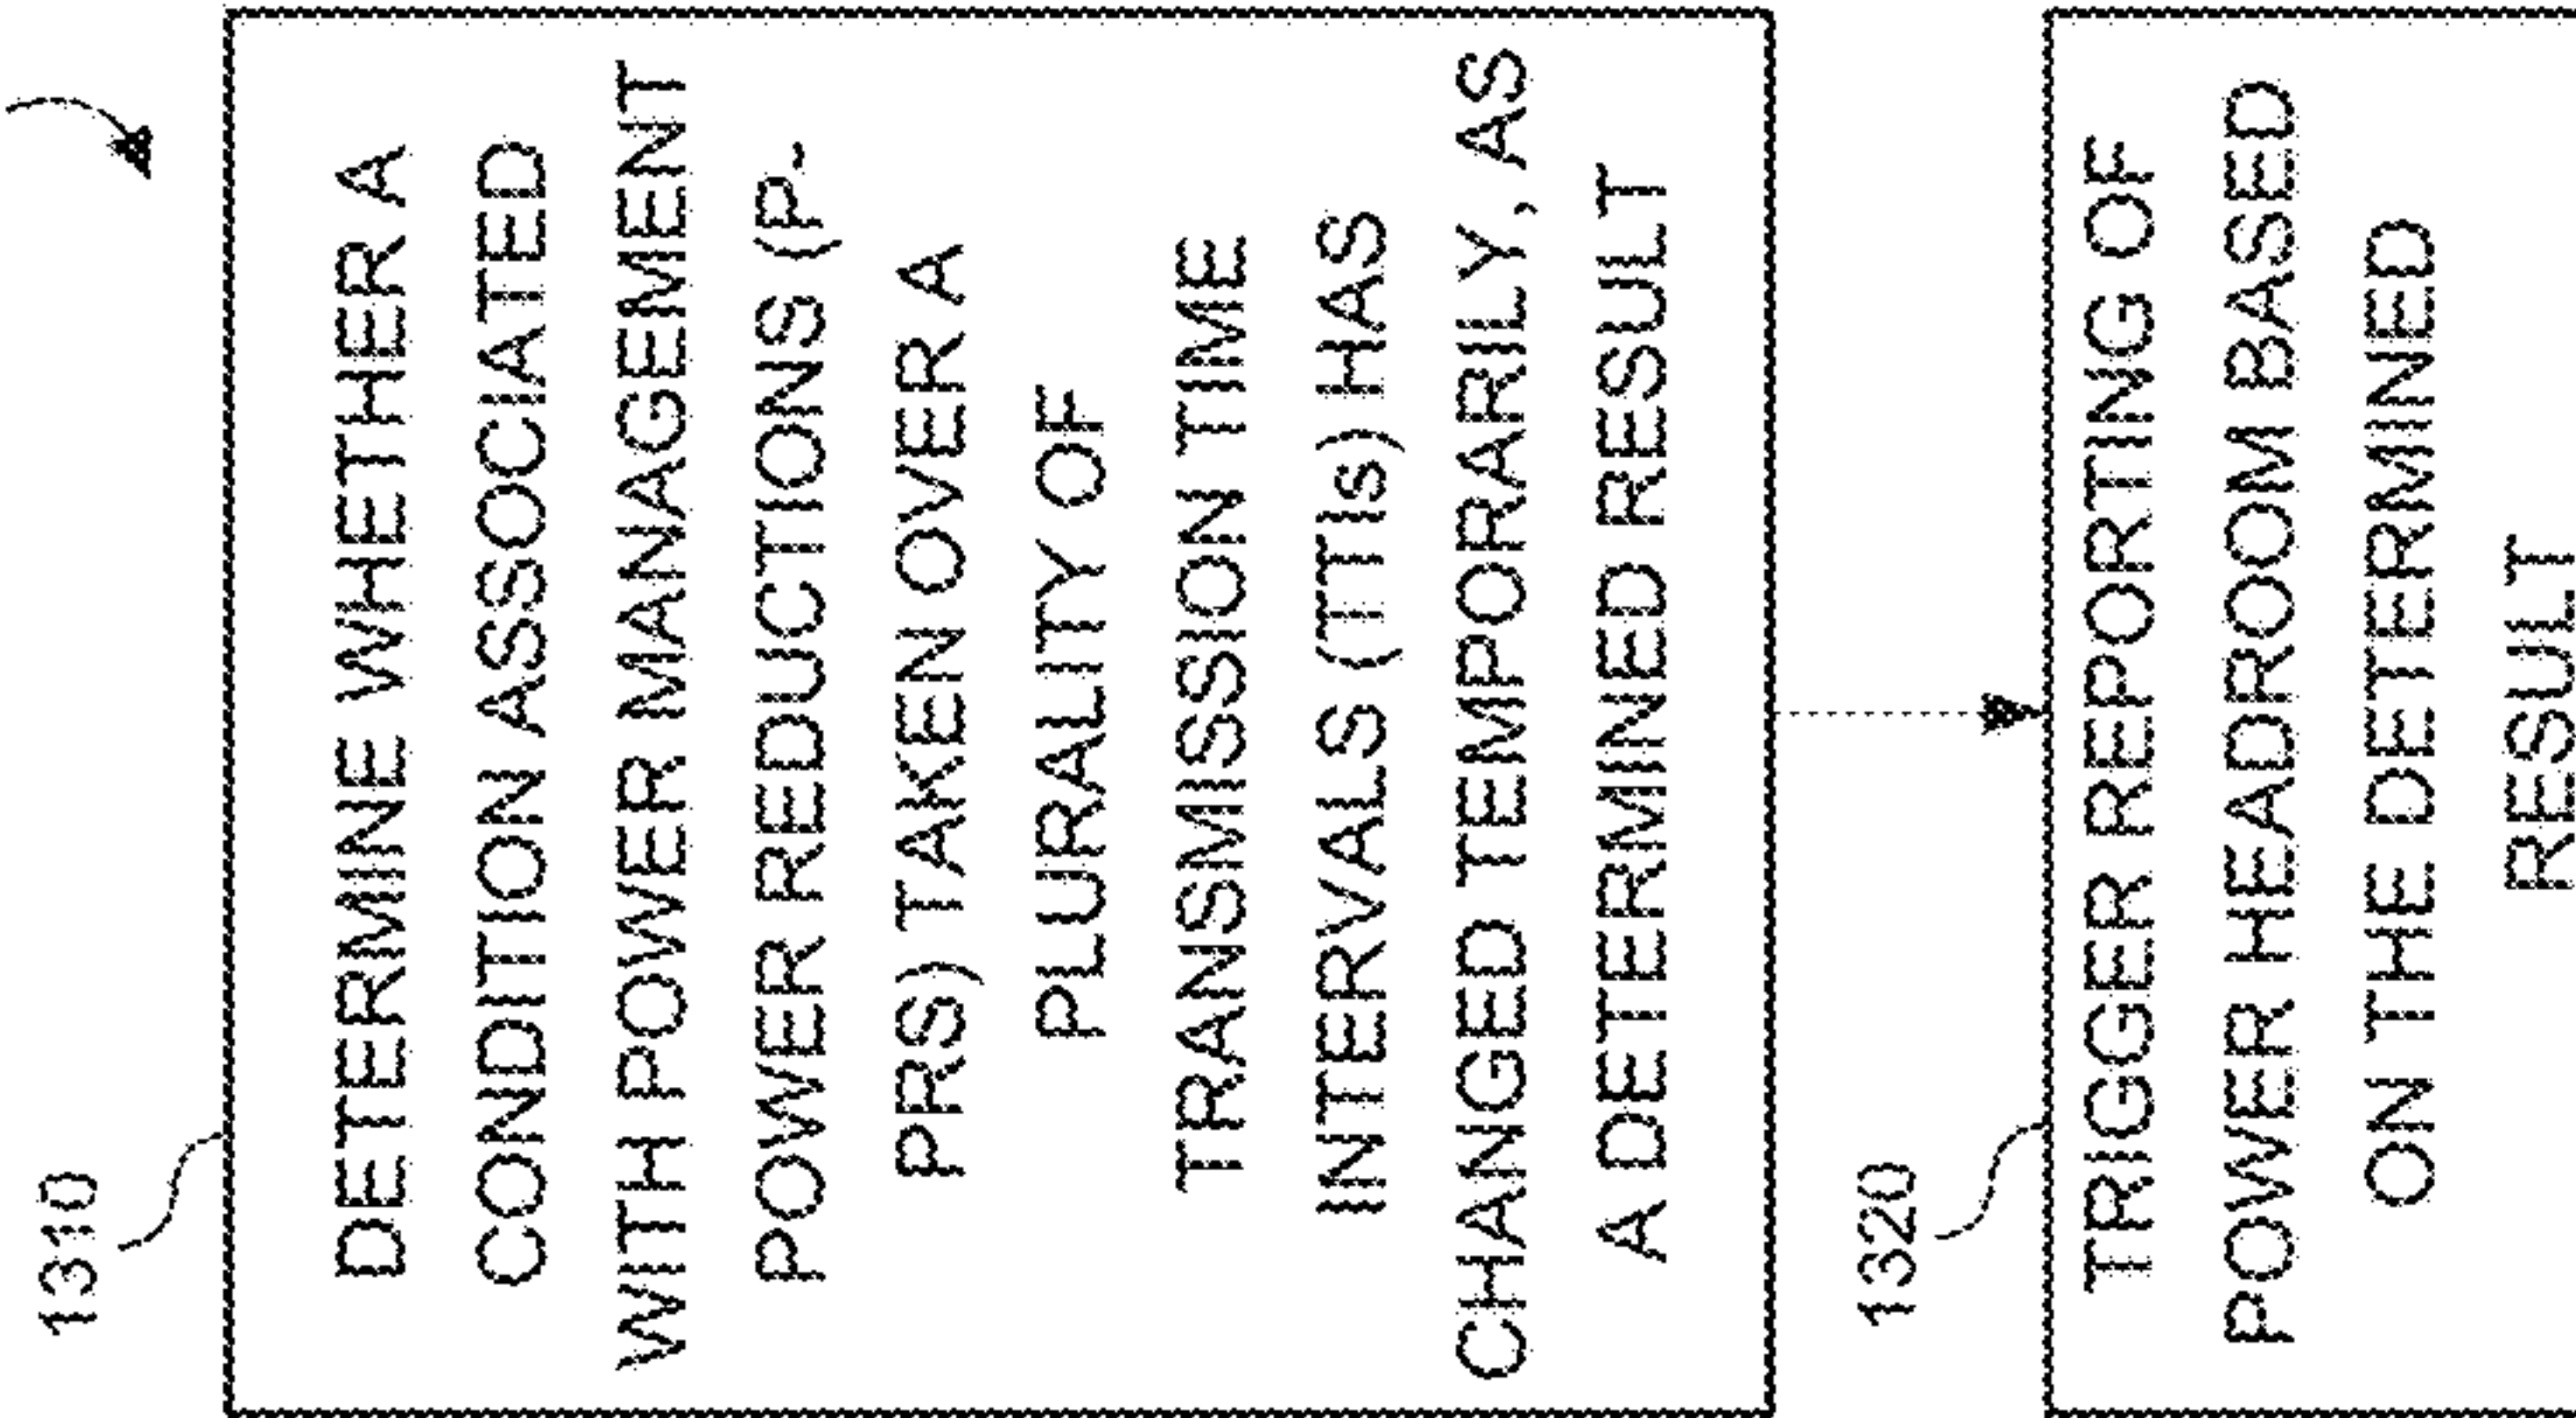 1310
DETERMINE WHETHER A
CONDITION ASSOCIATED
WITH POWER MANAGEMENT
POWER REDUCTIONS (P-
PRS) TAKEN OVER A
PLURALITY OF
TRANSMISSION TIME
INTERVALS (TTIs) HAS
CHANGED TEMPORARILY, AS
A DETERMINED RESULT
1320
TRIGGER REPORTING OF
POWER HEADROOM BASED
ON THE DETERMINED
RESULT